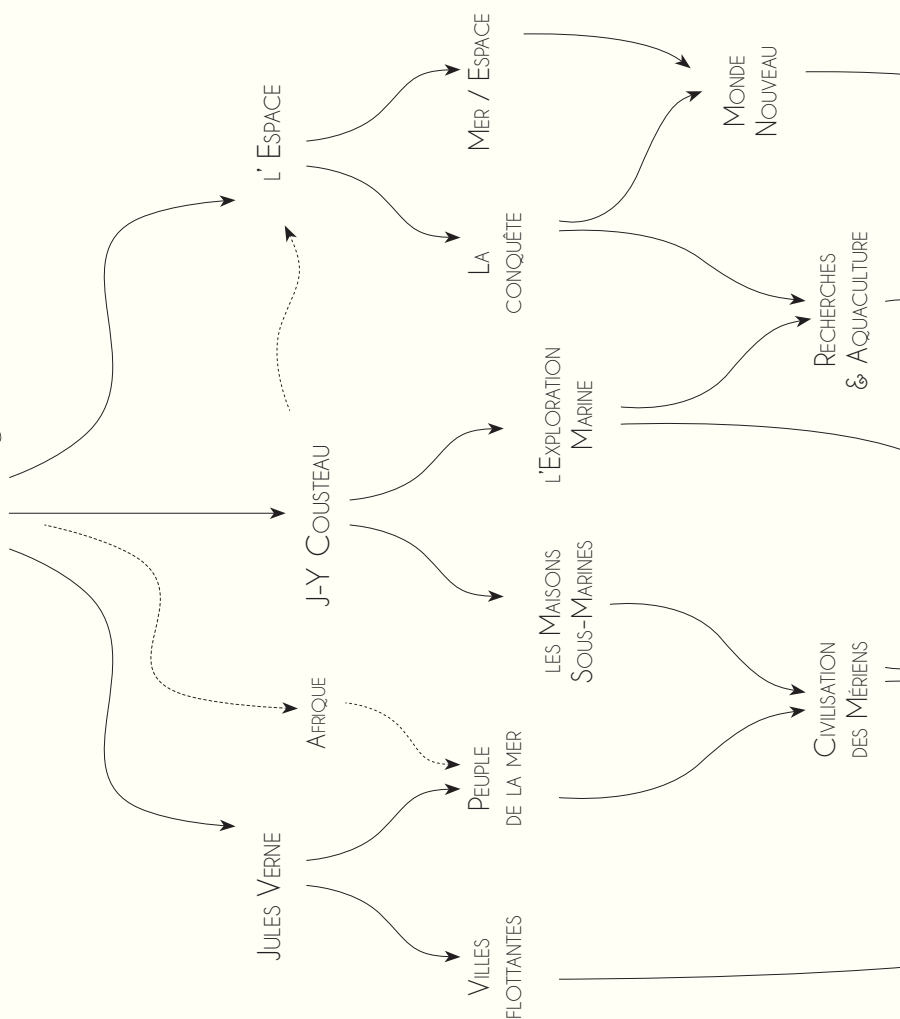 l' Espace
Mer / Espace
Monde
Nouveau
La
conquête
Recherches
& Aquaculture
J-Y Cousteau
l'Exploration
Marine
les Maisons
Sous-Marines
Afrique
Peuple
de la mer
Civilisation
des Mériens
Jules Verne
Villes
flottantes